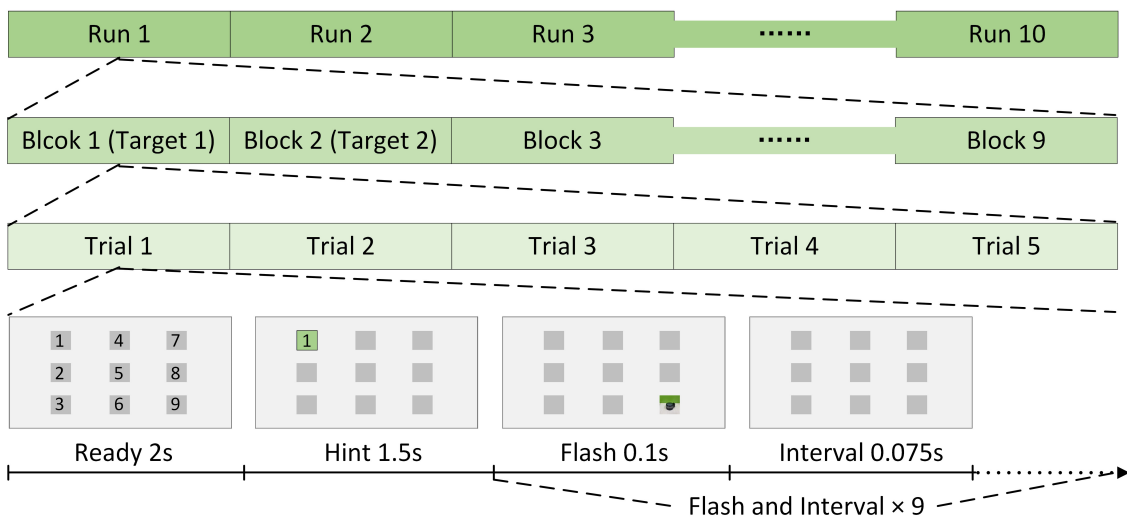 Run 1 Run 2 Run 3 ...... Run 10
Blcok 1 (Target 1) Block 2 (Target 2) Block 3 ...... Block 9
Trial 1 Trial 2 Trial 3 Trial 4 Trial 5
1 4 7 1
2 5 8
3 6 9
Ready 2s Hint 1.5s Flash 0.1s Interval 0.075s
Flash and Interval × 9